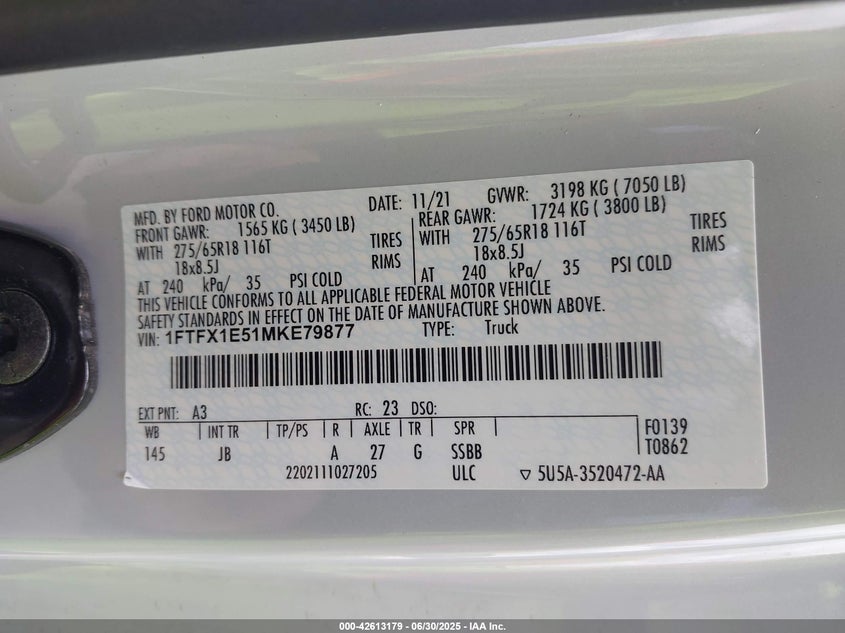 MFD. BY FORD MOTOR CO. DATE: 11/21 GVWR: 3198 KG ( 7050 LB)
FRONT GAWR: 1565 KG ( 3450 LB) REAR GAWR: 1724 KG ( 3800 LB)
WITH 275/65R18 116T TIRES WITH 275/65R18 116T TIRES
18x8.5J RIMS 18x8.5J RIMS
AT 240 kPa/ 35 PSI COLD AT 240 kPa/ 35 PSI COLD
THIS VEHICLE CONFORMS TO ALL APPLICABLE FEDERAL MOTOR VEHICLE
SAFETY STANDARDS IN EFFECT ON THE DATE OF MANUFACTURE SHOWN ABOVE.
VIN: 1FTFX1E51MKE79877 TYPE: Truck
EXT PNT: A3 RC: 23 DSO:
WB INT TR TP/PS R AXLE TR SPR F0139
145 JB A 27 G SSBB T0862
2202111027205 ULC ▽ 5U5A-3520472-AA
000-42613179 - 06/30/2025 - IAA Inc.